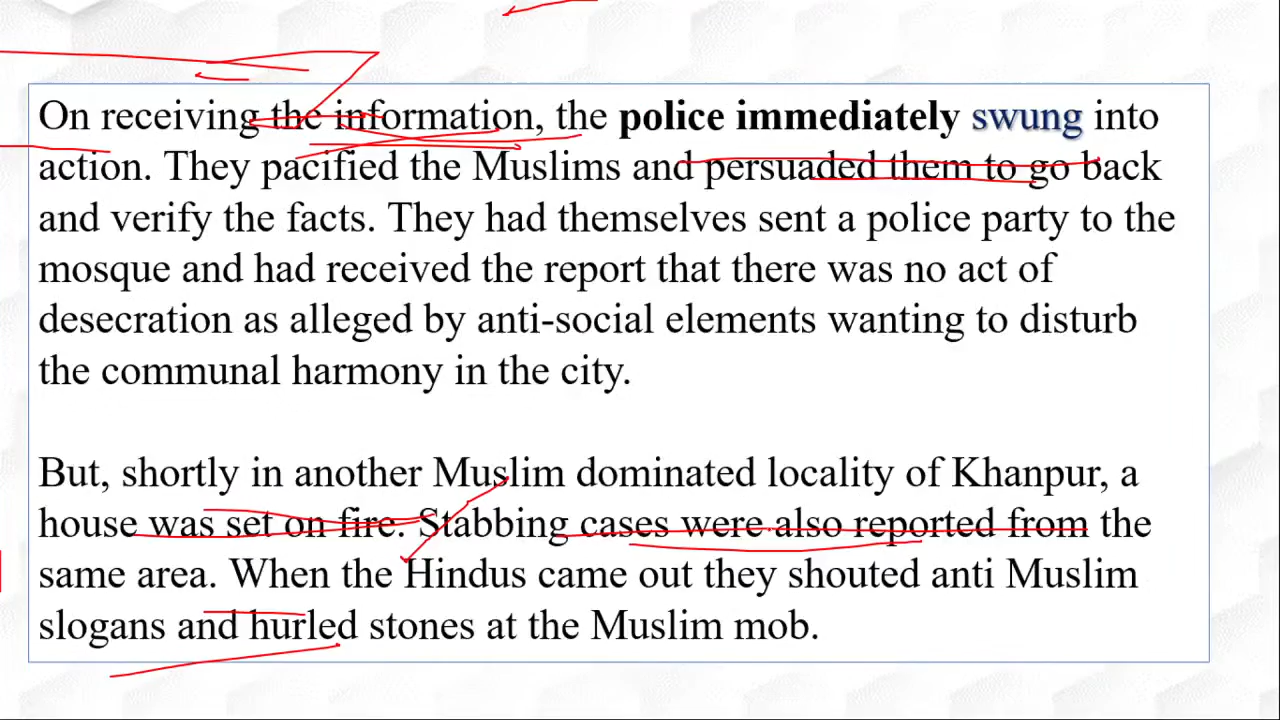 On receiving the information, the police immediately swung into
action. They pacified the Muslims and persuaded them to go back
and verify the facts. They had themselves sent a police party to the
mosque and had received the report that there was no act of
desecration as alleged by anti-social elements wanting to disturb
the communal harmony in the city.
But, shortly in another Muslim dominated locality of Khanpur, a
house was set on fire. Stabbing cases were also reported from the
same area. When the Hindus came out they shouted anti Muslim
slogans and hurled stones at the Muslim mob.